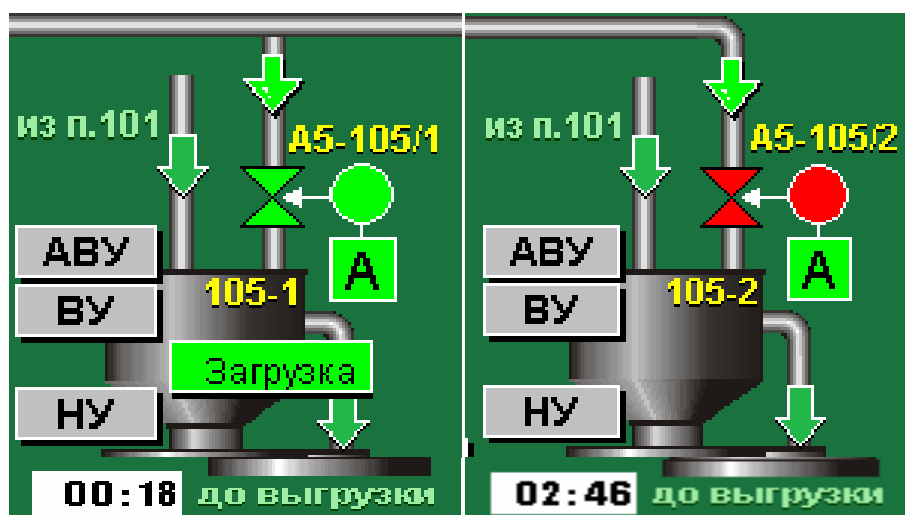 из п.101
А5-105/1
АВУ
А
105-1
ВУ
Загрузка
НУ
00:18 до выгрузки
из п.101
А5-105/2
АВУ
А
105-2
ВУ
НУ
02:46 до выгрузки